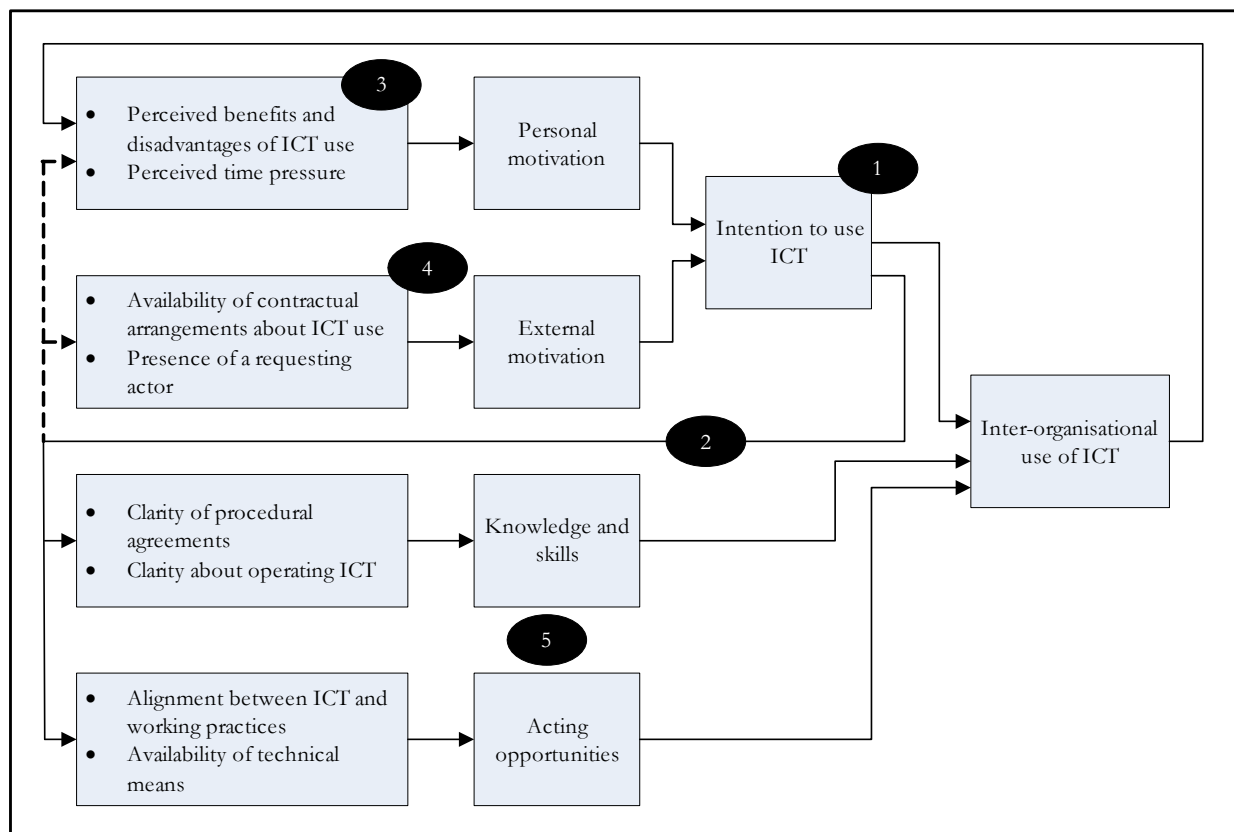 3
• Perceived benefits and
disadvantages of ICT use
• Perceived time pressure
Personal
motivation
1
Intention to use
ICT
4
• Availability of contractual
arrangements about ICT use
• Presence of a requesting
actor
External
motivation
2
Inter-organisational
use of ICT
• Clarity of procedural
agreements
• Clarity about operating ICT
Knowledge and
skills
5
• Alignment between ICT and
working practices
• Availability of technical
means
Acting
opportunities